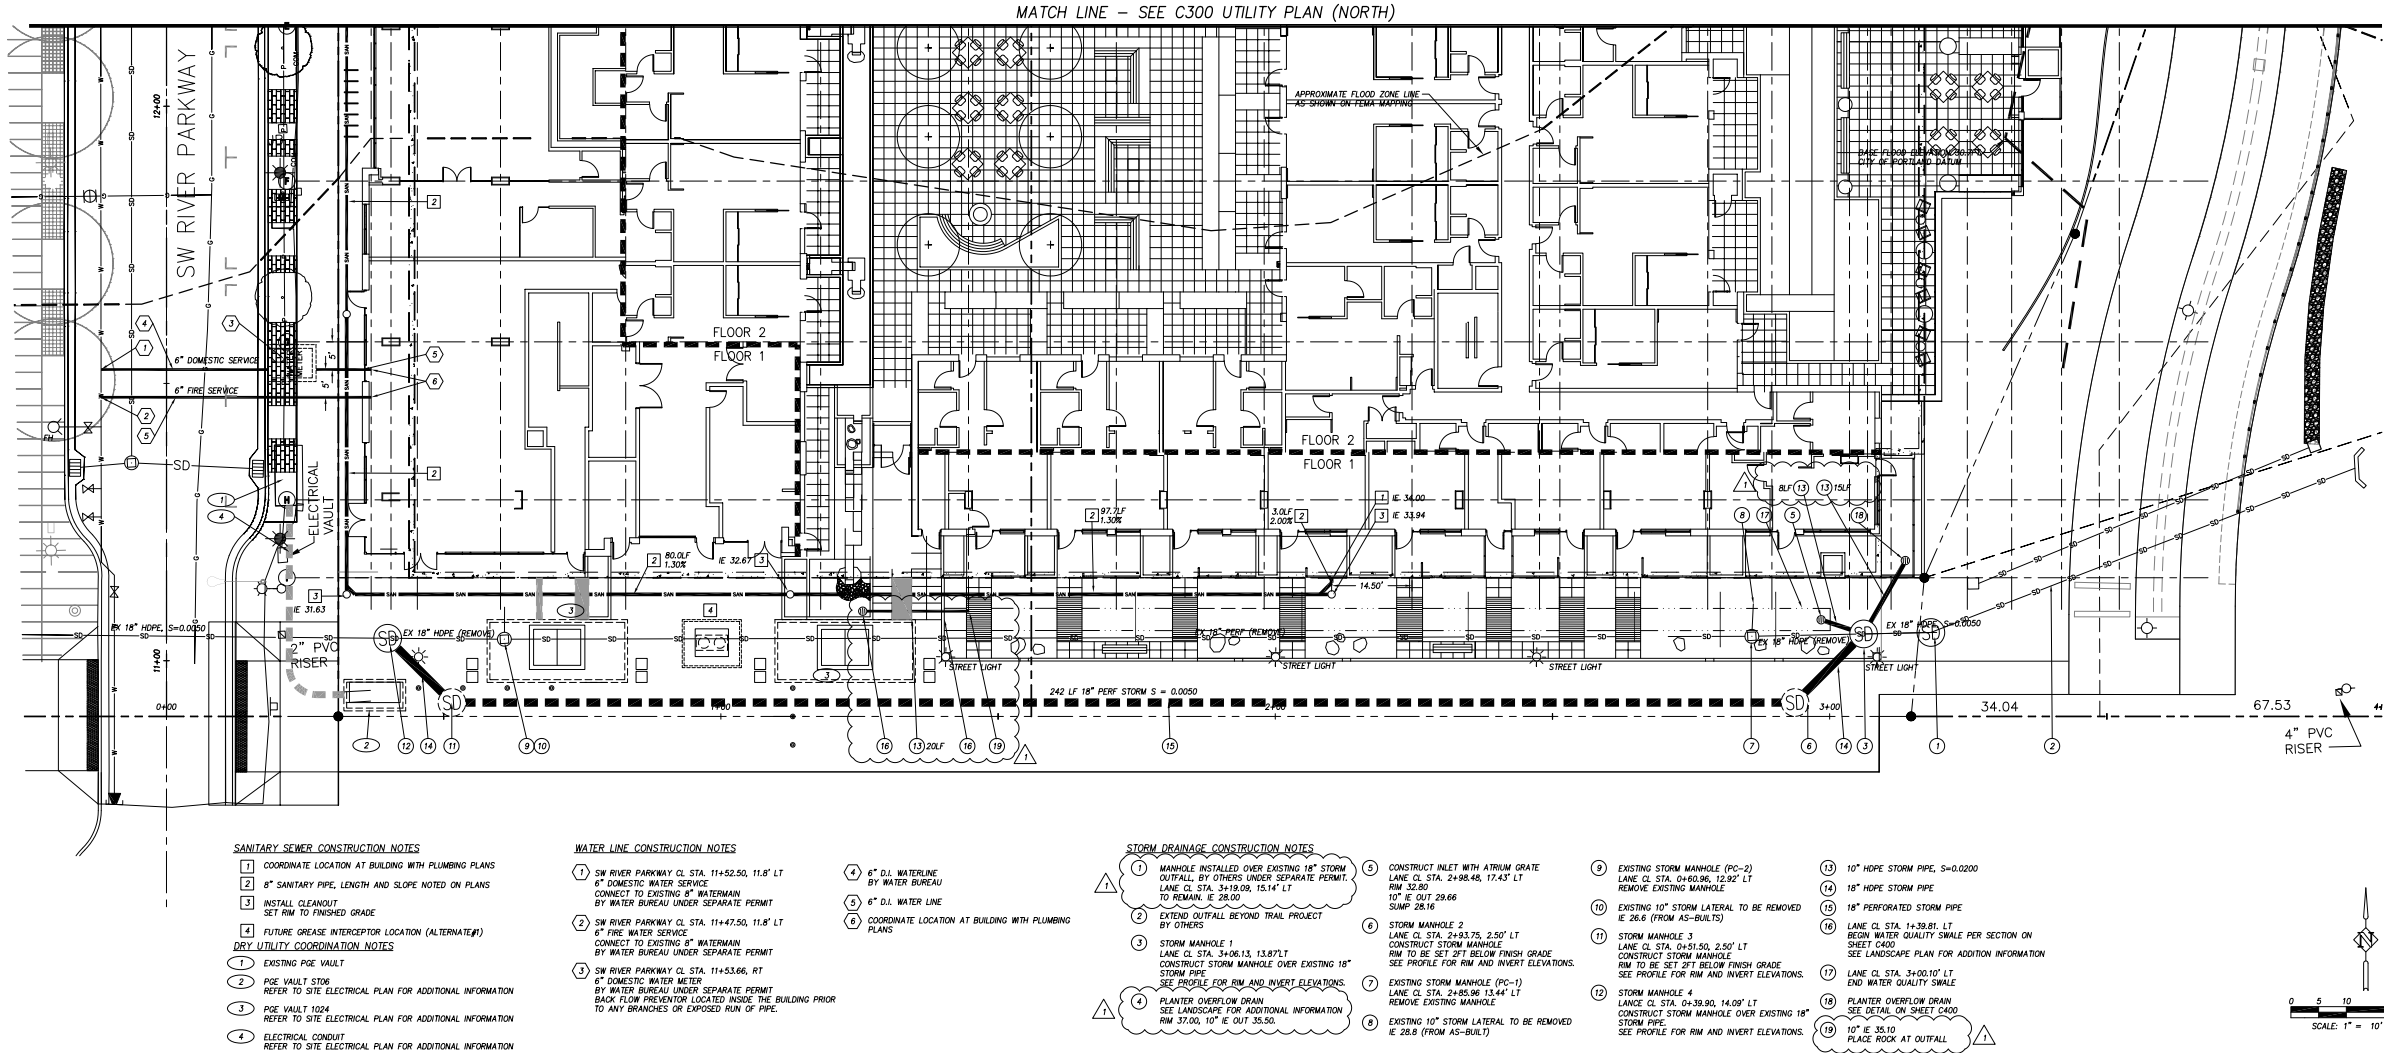 MATCH LINE – SEE C300 UTILITY PLAN (NORTH)
SW RIVER PARKWAY
12+00
11+00
APPROXIMATE FLOOD ZONE LINE
AS SHOWN ON FEMA MAPPING
CITY OF PORTLAND DATUM
FLOOR 2
FLOOR 1
FLOOR 2
FLOOR 1
6" DOMESTIC SERVICE
6" FIRE SERVICE
5'
5'
FH
SD
ELECTRICAL
VAULT
2" PVC
RISER
IE 31.63
80.0LF
1.30%
IE 32.67
97.7LF
1.30%
3.0LF
2.00%
IE 34.00
IE 33.94
14.50'
8LF
15LF
EX 18" HDPE, S=0.0050
EX 18" HDPE (REMOVE)
EX 18" PERF (REMOVE)
EX 18" HDPE (REMOVE)
EX 18" HDPE, S=0.0050
STREET LIGHT
STREET LIGHT
STREET LIGHT
STREET LIGHT
242 LF 18" PERF STORM S = 0.0050
0+00
1+00
2+00
3+00
34.04
67.53
4" PVC
RISER
20LF
SANITARY SEWER CONSTRUCTION NOTES
1 COORDINATE LOCATION AT BUILDING WITH PLUMBING PLANS
2 8" SANITARY PIPE, LENGTH AND SLOPE NOTED ON PLANS
3 INSTALL CLEANOUT
SET RIM TO FINISHED GRADE
4 FUTURE GREASE INTERCEPTOR LOCATION (ALTERNATE#1)
DRY UTILITY COORDINATION NOTES
1 EXISTING PGE VAULT
2 PGE VAULT ST06
REFER TO SITE ELECTRICAL PLAN FOR ADDITIONAL INFORMATION
3 PGE VAULT 1024
REFER TO SITE ELECTRICAL PLAN FOR ADDITIONAL INFORMATION
4 ELECTRICAL CONDUIT
REFER TO SITE ELECTRICAL PLAN FOR ADDITIONAL INFORMATION
WATER LINE CONSTRUCTION NOTES
1 SW RIVER PARKWAY CL STA. 11+52.50, 11.8' LT
6" DOMESTIC WATER SERVICE
CONNECT TO EXISTING 8" WATERMAIN
BY WATER BUREAU UNDER SEPARATE PERMIT
2 SW RIVER PARKWAY CL STA. 11+47.50, 11.8' LT
6" FIRE WATER SERVICE
CONNECT TO EXISTING 8" WATERMAIN
BY WATER BUREAU UNDER SEPARATE PERMIT
3 SW RIVER PARKWAY CL STA. 11+53.66, RT
6" DOMESTIC WATER METER
BY WATER BUREAU UNDER SEPARATE PERMIT
BACK FLOW PREVENTOR LOCATED INSIDE THE BUILDING PRIOR
TO ANY BRANCHES OR EXPOSED RUN OF PIPE.
4 6" D.I. WATERLINE
BY WATER BUREAU
5 6" D.I. WATER LINE
6 COORDINATE LOCATION AT BUILDING WITH PLUMBING
PLANS
STORM DRAINAGE CONSTRUCTION NOTES
1 MANHOLE INSTALLED OVER EXISTING 18" STORM
OUTFALL, BY OTHERS UNDER SEPARATE PERMIT.
LANE CL STA. 3+19.09, 15.14' LT
TO REMAIN. IE 28.00
2 EXTEND OUTFALL BEYOND TRAIL PROJECT
BY OTHERS
3 STORM MANHOLE 1
LANE CL STA. 3+06.13, 13.87'LT
CONSTRUCT STORM MANHOLE OVER EXISTING 18"
STORM PIPE
SEE PROFILE FOR RIM AND INVERT ELEVATIONS.
4 PLANTER OVERFLOW DRAIN
SEE LANDSCAPE FOR ADDITIONAL INFORMATION
RIM 37.00, 10" IE OUT 35.50.
5 CONSTRUCT INLET WITH ATRIUM GRATE
LANE CL STA. 2+98.48, 17.43' LT
RIM 32.80
10" IE OUT 29.66
SUMP 28.16
6 STORM MANHOLE 2
LANE CL STA. 2+93.75, 2.50' LT
CONSTRUCT STORM MANHOLE
RIM TO BE SET 2FT BELOW FINISH GRADE
SEE PROFILE FOR RIM AND INVERT ELEVATIONS.
7 EXISTING STORM MANHOLE (PC-1)
LANE CL STA. 2+85.96 13.44' LT
REMOVE EXISTING MANHOLE
8 EXISTING 10" STORM LATERAL TO BE REMOVED
IE 28.8 (FROM AS-BUILT)
9 EXISTING STORM MANHOLE (PC-2)
LANE CL STA. 0+60.96, 12.92' LT
REMOVE EXISTING MANHOLE
10 EXISTING 10" STORM LATERAL TO BE REMOVED
IE 26.6 (FROM AS-BUILTS)
11 STORM MANHOLE 3
LANE CL STA. 0+51.50, 2.50' LT
CONSTRUCT STORM MANHOLE
RIM TO BE SET 2FT BELOW FINISH GRADE
SEE PROFILE FOR RIM AND INVERT ELEVATIONS.
12 STORM MANHOLE 4
LANCE CL STA. 0+39.90, 14.09' LT
CONSTRUCT STORM MANHOLE OVER EXISTING 18"
STORM PIPE.
SEE PROFILE FOR RIM AND INVERT ELEVATIONS.
13 10" HDPE STORM PIPE, S=0.0200
14 18" HDPE STORM PIPE
15 18" PERFORATED STORM PIPE
16 LANE CL STA. 1+39.81. LT
BEGIN WATER QUALITY SWALE PER SECTION ON
SHEET C400
SEE LANDSCAPE PLAN FOR ADDITION INFORMATION
17 LANE CL STA. 3+00.10' LT
END WATER QUALITY SWALE
18 PLANTER OVERFLOW DRAIN
SEE DETAIL ON SHEET C400
19 10" IE 35.10
PLACE ROCK AT OUTFALL
N
0 5 10
SCALE: 1" = 10'